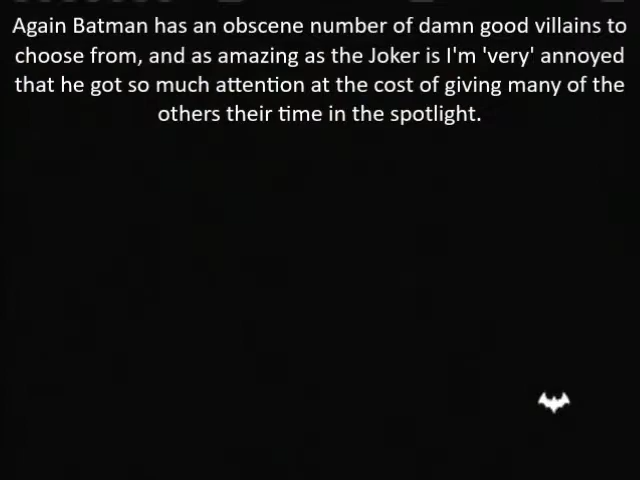 Again Batman has an obscene number of damn good villains to
choose from, and as amazing as the Joker is I'm 'very' annoyed
that he got so much attention at the cost of giving many of the
others their time in the spotlight.